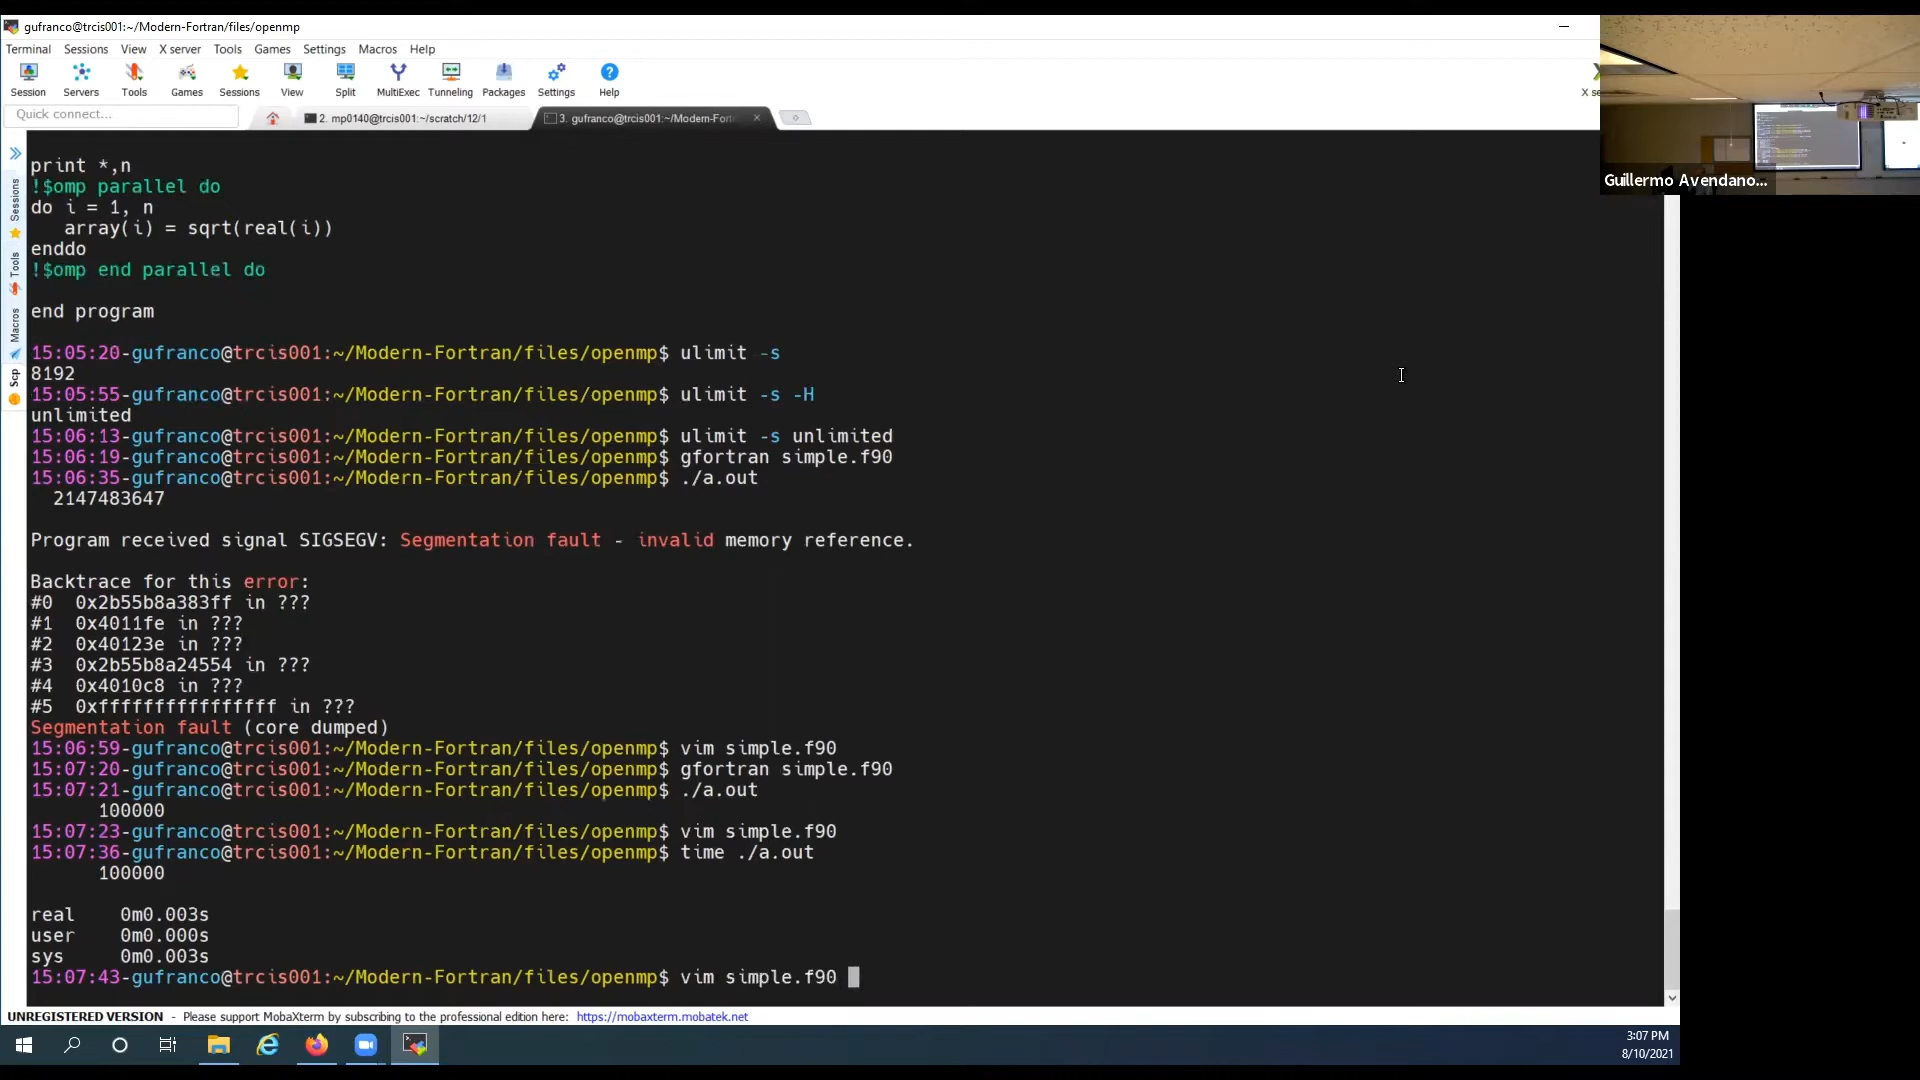 gufranco@trcis001:~/Modern-Fortran/files/openmp
Terminal Sessions View X server Tools Games Settings Macros Help
Session Servers Tools Games Sessions View Split MultiExec Tunneling Packages Settings Help
X se
Quick connect...
2. mp0140@trcis001:~/scratch/12/1
3. gufranco@trcis001:~/Modern-Fort
Sessions
Tools
Macros
Scp
Guillermo Avendano...
print *,n
!$omp parallel do
do i = 1, n
array(i) = sqrt(real(i))
enddo
!$omp end parallel do
end program
15:05:20-gufranco@trcis001:~/Modern-Fortran/files/openmp$ ulimit -s
8192
15:05:55-gufranco@trcis001:~/Modern-Fortran/files/openmp$ ulimit -s -H
unlimited
15:06:13-gufranco@trcis001:~/Modern-Fortran/files/openmp$ ulimit -s unlimited
15:06:19-gufranco@trcis001:~/Modern-Fortran/files/openmp$ gfortran simple.f90
15:06:35-gufranco@trcis001:~/Modern-Fortran/files/openmp$ ./a.out
2147483647
Program received signal SIGSEGV: Segmentation fault - invalid memory reference.
Backtrace for this error:
#0 0x2b55b8a383ff in ???
#1 0x4011fe in ???
#2 0x40123e in ???
#3 0x2b55b8a24554 in ???
#4 0x4010c8 in ???
#5 0xffffffffffffffff in ???
Segmentation fault (core dumped)
15:06:59-gufranco@trcis001:~/Modern-Fortran/files/openmp$ vim simple.f90
15:07:20-gufranco@trcis001:~/Modern-Fortran/files/openmp$ gfortran simple.f90
15:07:21-gufranco@trcis001:~/Modern-Fortran/files/openmp$ ./a.out
100000
15:07:23-gufranco@trcis001:~/Modern-Fortran/files/openmp$ vim simple.f90
15:07:36-gufranco@trcis001:~/Modern-Fortran/files/openmp$ time ./a.out
100000
real 0m0.003s
user 0m0.000s
sys 0m0.003s
15:07:43-gufranco@trcis001:~/Modern-Fortran/files/openmp$ vim simple.f90
UNREGISTERED VERSION - Please support MobaXterm by subscribing to the professional edition here: https://mobaxterm.mobatek.net
3:07 PM
8/10/2021